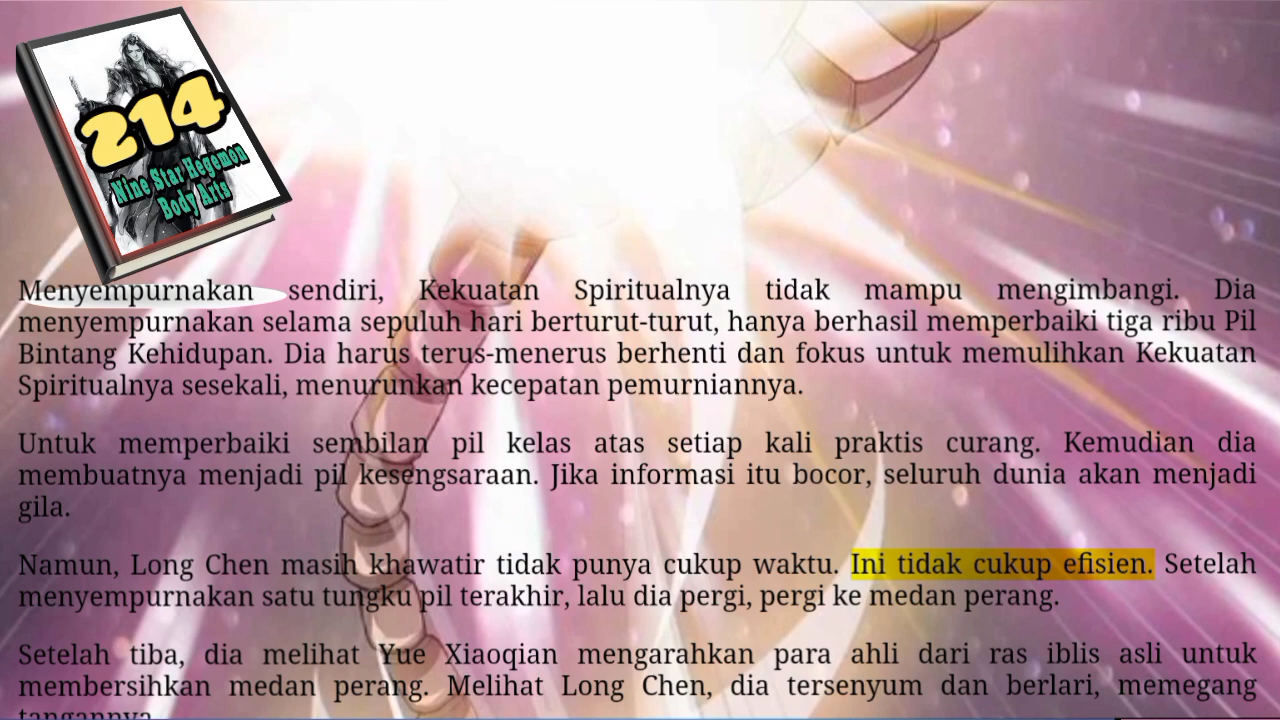 214
Nine Star Hegemon
Body Arts
Menyempurnakan sendiri, Kekuatan Spiritualnya tidak mampu mengimbangi. Dia
menyempurnakan selama sepuluh hari berturut-turut, hanya berhasil memperbaiki tiga ribu Pil
Bintang Kehidupan. Dia harus terus-menerus berhenti dan fokus untuk memulihkan Kekuatan
Spiritualnya sesekali, menurunkan kecepatan pemurniannya.
Untuk memperbaiki sembilan pil kelas atas setiap kali praktis curang. Kemudian dia
membuatnya menjadi pil kesengsaraan. Jika informasi itu bocor, seluruh dunia akan menjadi
gila.
Namun, Long Chen masih khawatir tidak punya cukup waktu. Ini tidak cukup efisien. Setelah
menyempurnakan satu tungku pil terakhir, lalu dia pergi, pergi ke medan perang.
Setelah tiba, dia melihat Yue Xiaoqian mengarahkan para ahli dari ras iblis asli untuk
membersihkan medan perang. Melihat Long Chen, dia tersenyum dan berlari, memegang
tangannya.